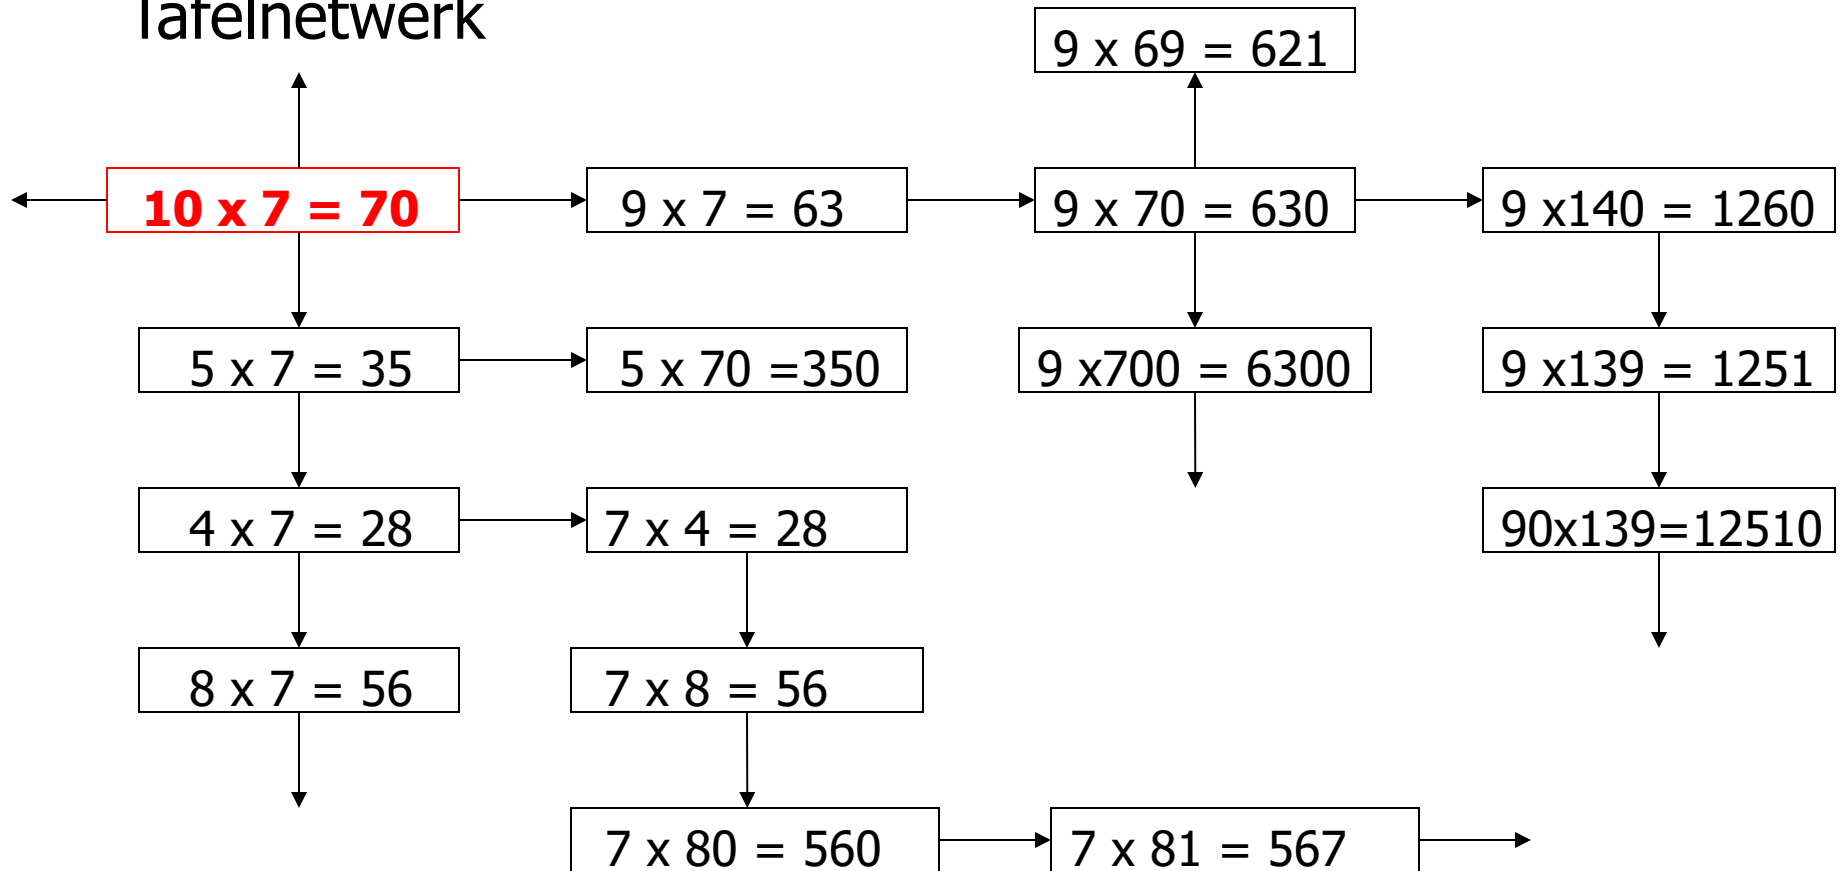 Tafelnetwerk
9 x 69 = 621
10 x 7 = 70
9 x 7 = 63
9 x 70 = 630
9 x140 = 1260
5 x 7 = 35
5 x 70 =350
9 x700 = 6300
9 x139 = 1251
4 x 7 = 28
7 x 4 = 28
90x139=12510
8 x 7 = 56
7 x 8 = 56
7 x 80 = 560
7 x 81 = 567